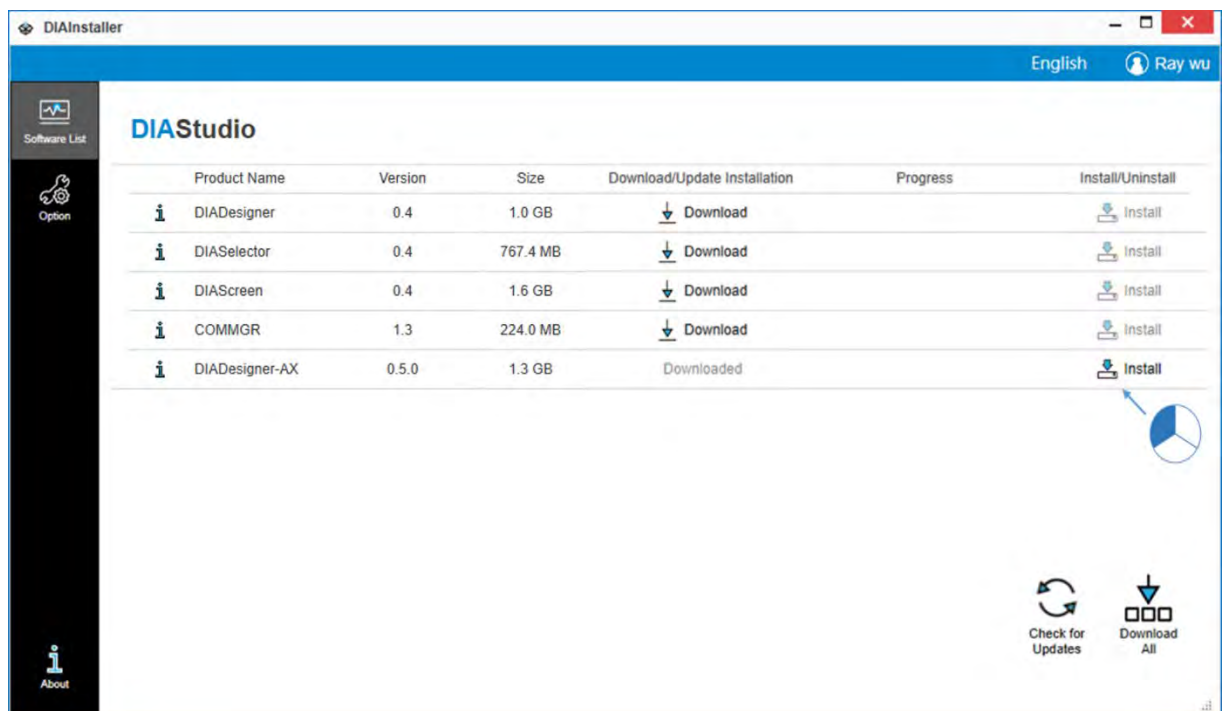 DIAInstaller
English Ray wu
Software List
Option
DIAStudio
Product Name Version Size Download/Update Installation Progress Install/Uninstall
i DIADesigner 0.4 1.0 GB Download Install
i DIASelector 0.4 767.4 MB Download Install
i DIAScreen 0.4 1.6 GB Download Install
i COMMGR 1.3 224.0 MB Download Install
i DIADesigner-AX 0.5.0 1.3 GB Downloaded Install
Check for
Updates
Download
All
i
About